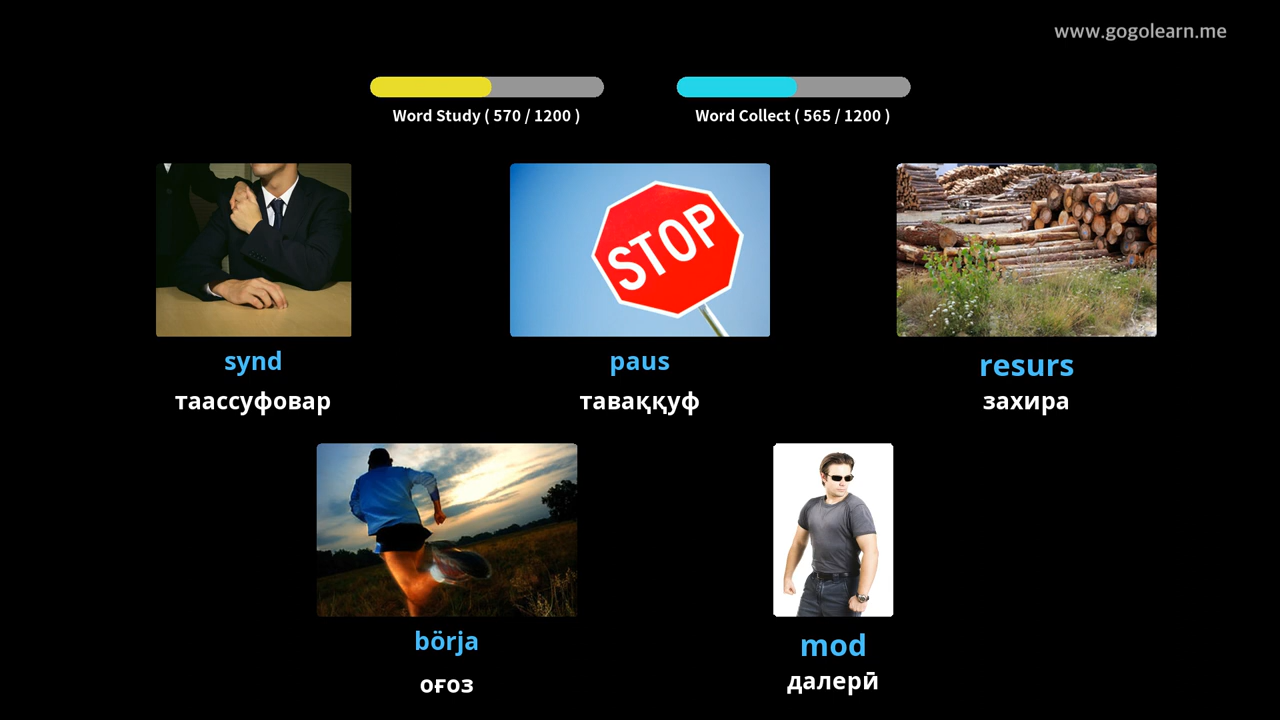 www.gogolearn.me
Word Study ( 570 / 1200 )
Word Collect ( 565 / 1200 )
STOP
synd
таассуфовар
paus
таваққуф
resurs
захира
börja
оғоз
mod
далерӣ